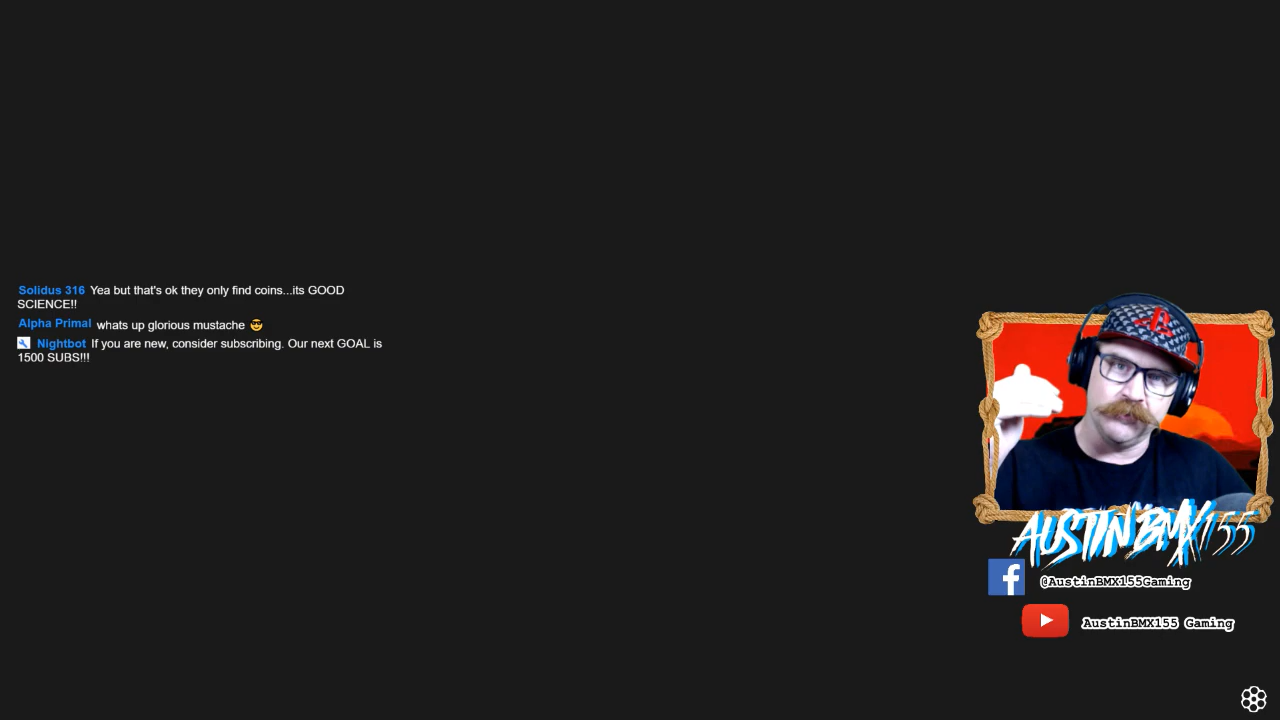 Solidus 316 Yea but that's ok they only find coins...its GOOD
SCIENCE!!
Alpha Primal whats up glorious mustache 😎
Nightbot If you are new, consider subscribing. Our next GOAL is
1500 SUBS!!!
AUSTINBMX155
@AustinBMX155Gaming
AustinBMX155 Gaming